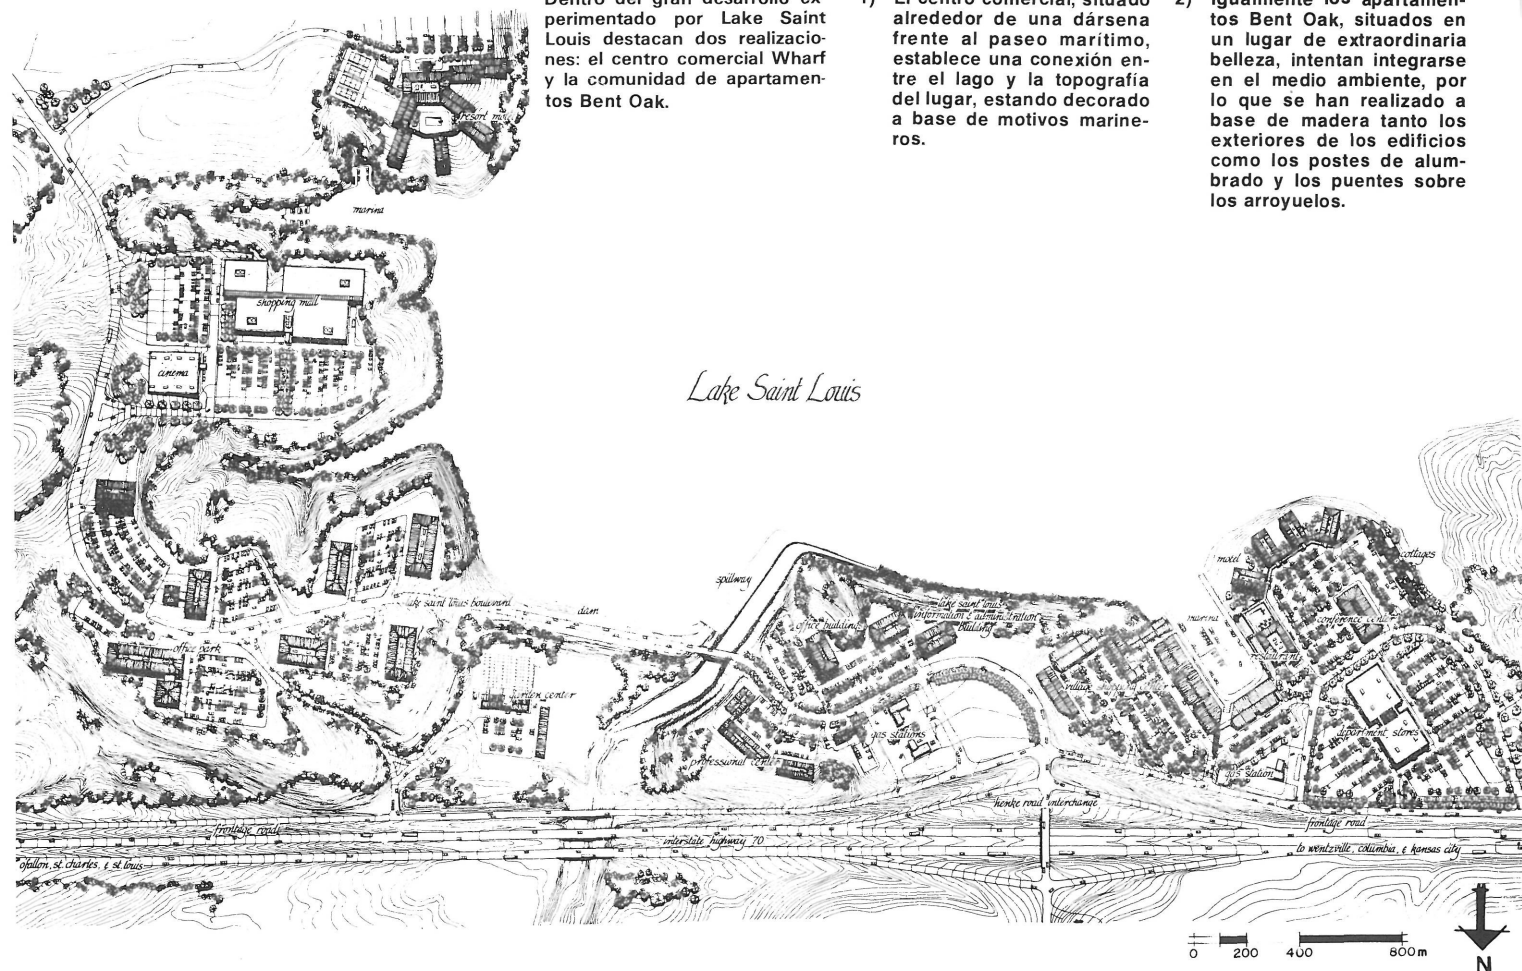 Dentro del gran desarrollo ex-
perimentado por Lake Saint
Louis destacan dos realizacio-
nes: el centro comercial Wharf
y la comunidad de apartamen-
tos Bent Oak.
1) El centro comercial, situado
alrededor de una dársena
frente al paseo marítimo,
establece una conexión en-
tre el lago y la topografía
del lugar, estando decorado
a base de motivos marine-
ros.
2) Igualmente los apartamen-
tos Bent Oak, situados en
un lugar de extraordinaria
belleza, intentan integrarse
en el medio ambiente, por
lo que se han realizado a
base de madera tanto los
exteriores de los edificios
como los postes de alum-
brado y los puentes sobre
los arroyuelos.
resort
marina
shopping mall
cinema
Lake Saint Louis
spillway
lake saint louis boulevard
dam
office park
garden center
office building
lake saint louis
information & administration
building
motel
cottages
marina
conference center
restaurant
village shopping
department stores
gas stations
professional center
gas station
henke road interchange
frontage road
interstate highway 70
frontage road
ofallon, st. charles, & st. louis
to wentzville, columbia, & kansas city
0 200 400 800m
N